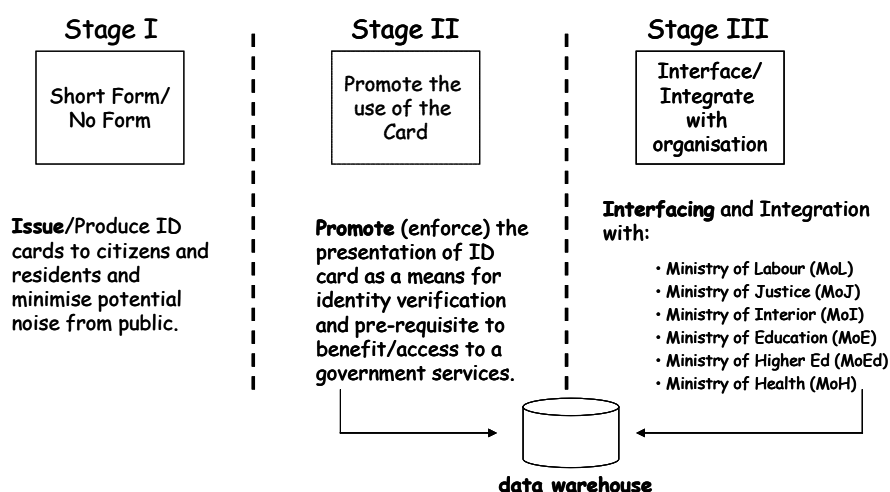 Stage I
Short Form/
No Form
Issue/Produce ID
cards to citizens and
residents and
minimise potential
noise from public.
Stage II
Promote the
use of the
Card
Promote (enforce) the
presentation of ID
card as a means for
identity verification
and pre-requisite to
benefit/access to a
government services.
Stage III
Interface/
Integrate
with
organisation
Interfacing and Integration
with:
• Ministry of Labour (MoL)
• Ministry of Justice (MoJ)
• Ministry of Interior (MoI)
• Ministry of Education (MoE)
• Ministry of Higher Ed (MoEd)
• Ministry of Health (MoH)
data warehouse